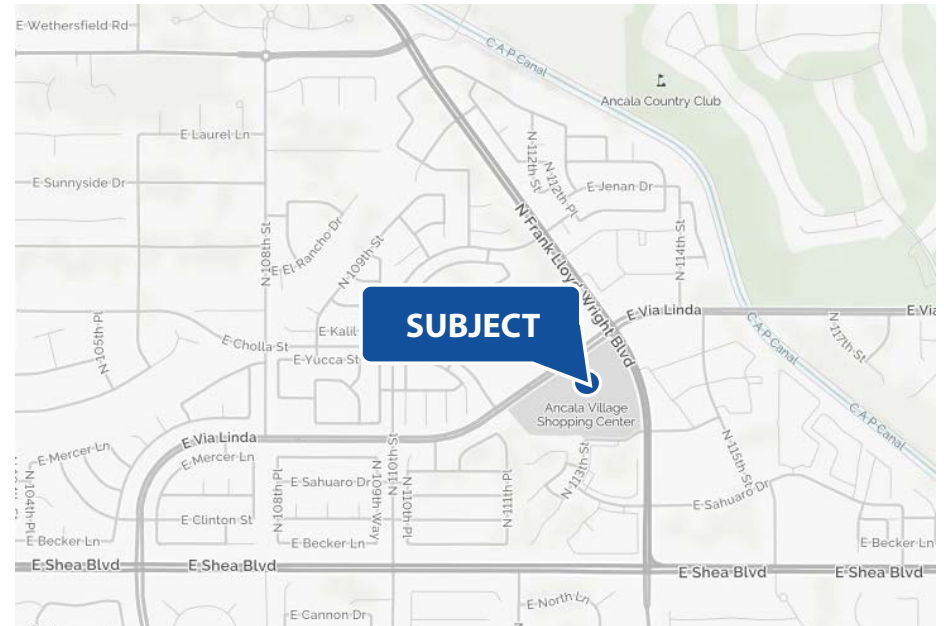 E Wethersfield Rd
C A P Canal
Ancala Country Club
E Laurel Ln
N 112th St
N 112th Pl
E Sunnyside Dr
E Jenan Dr
N Frank Lloyd Wright Blvd
N 108th St
E El Rancho Dr
N 109th St
N 114th St
SUBJECT
E Via Linda
E Via
N 105th Pl
E Cholla St
E Kalil
E Yucca St
C A P Canal
N 117th St
Ancala Village
Shopping Center
C A P Canal
E Via Linda
E Mercer Ln
E Mercer Ln
N 110th St
N 113th St
N 115th St
N 104th Pl
E Sahuaro Dr
N 108th Pl
N 109th Way
N 110th Pl
N 111th Pl
E Sahuaro Dr
E Clinton St
E Becker Ln
E Becker Ln
E Becker Ln
E Shea Blvd
E Shea Blvd
E Shea Blvd
E Shea Blvd
E North Ln
E Cannon Dr